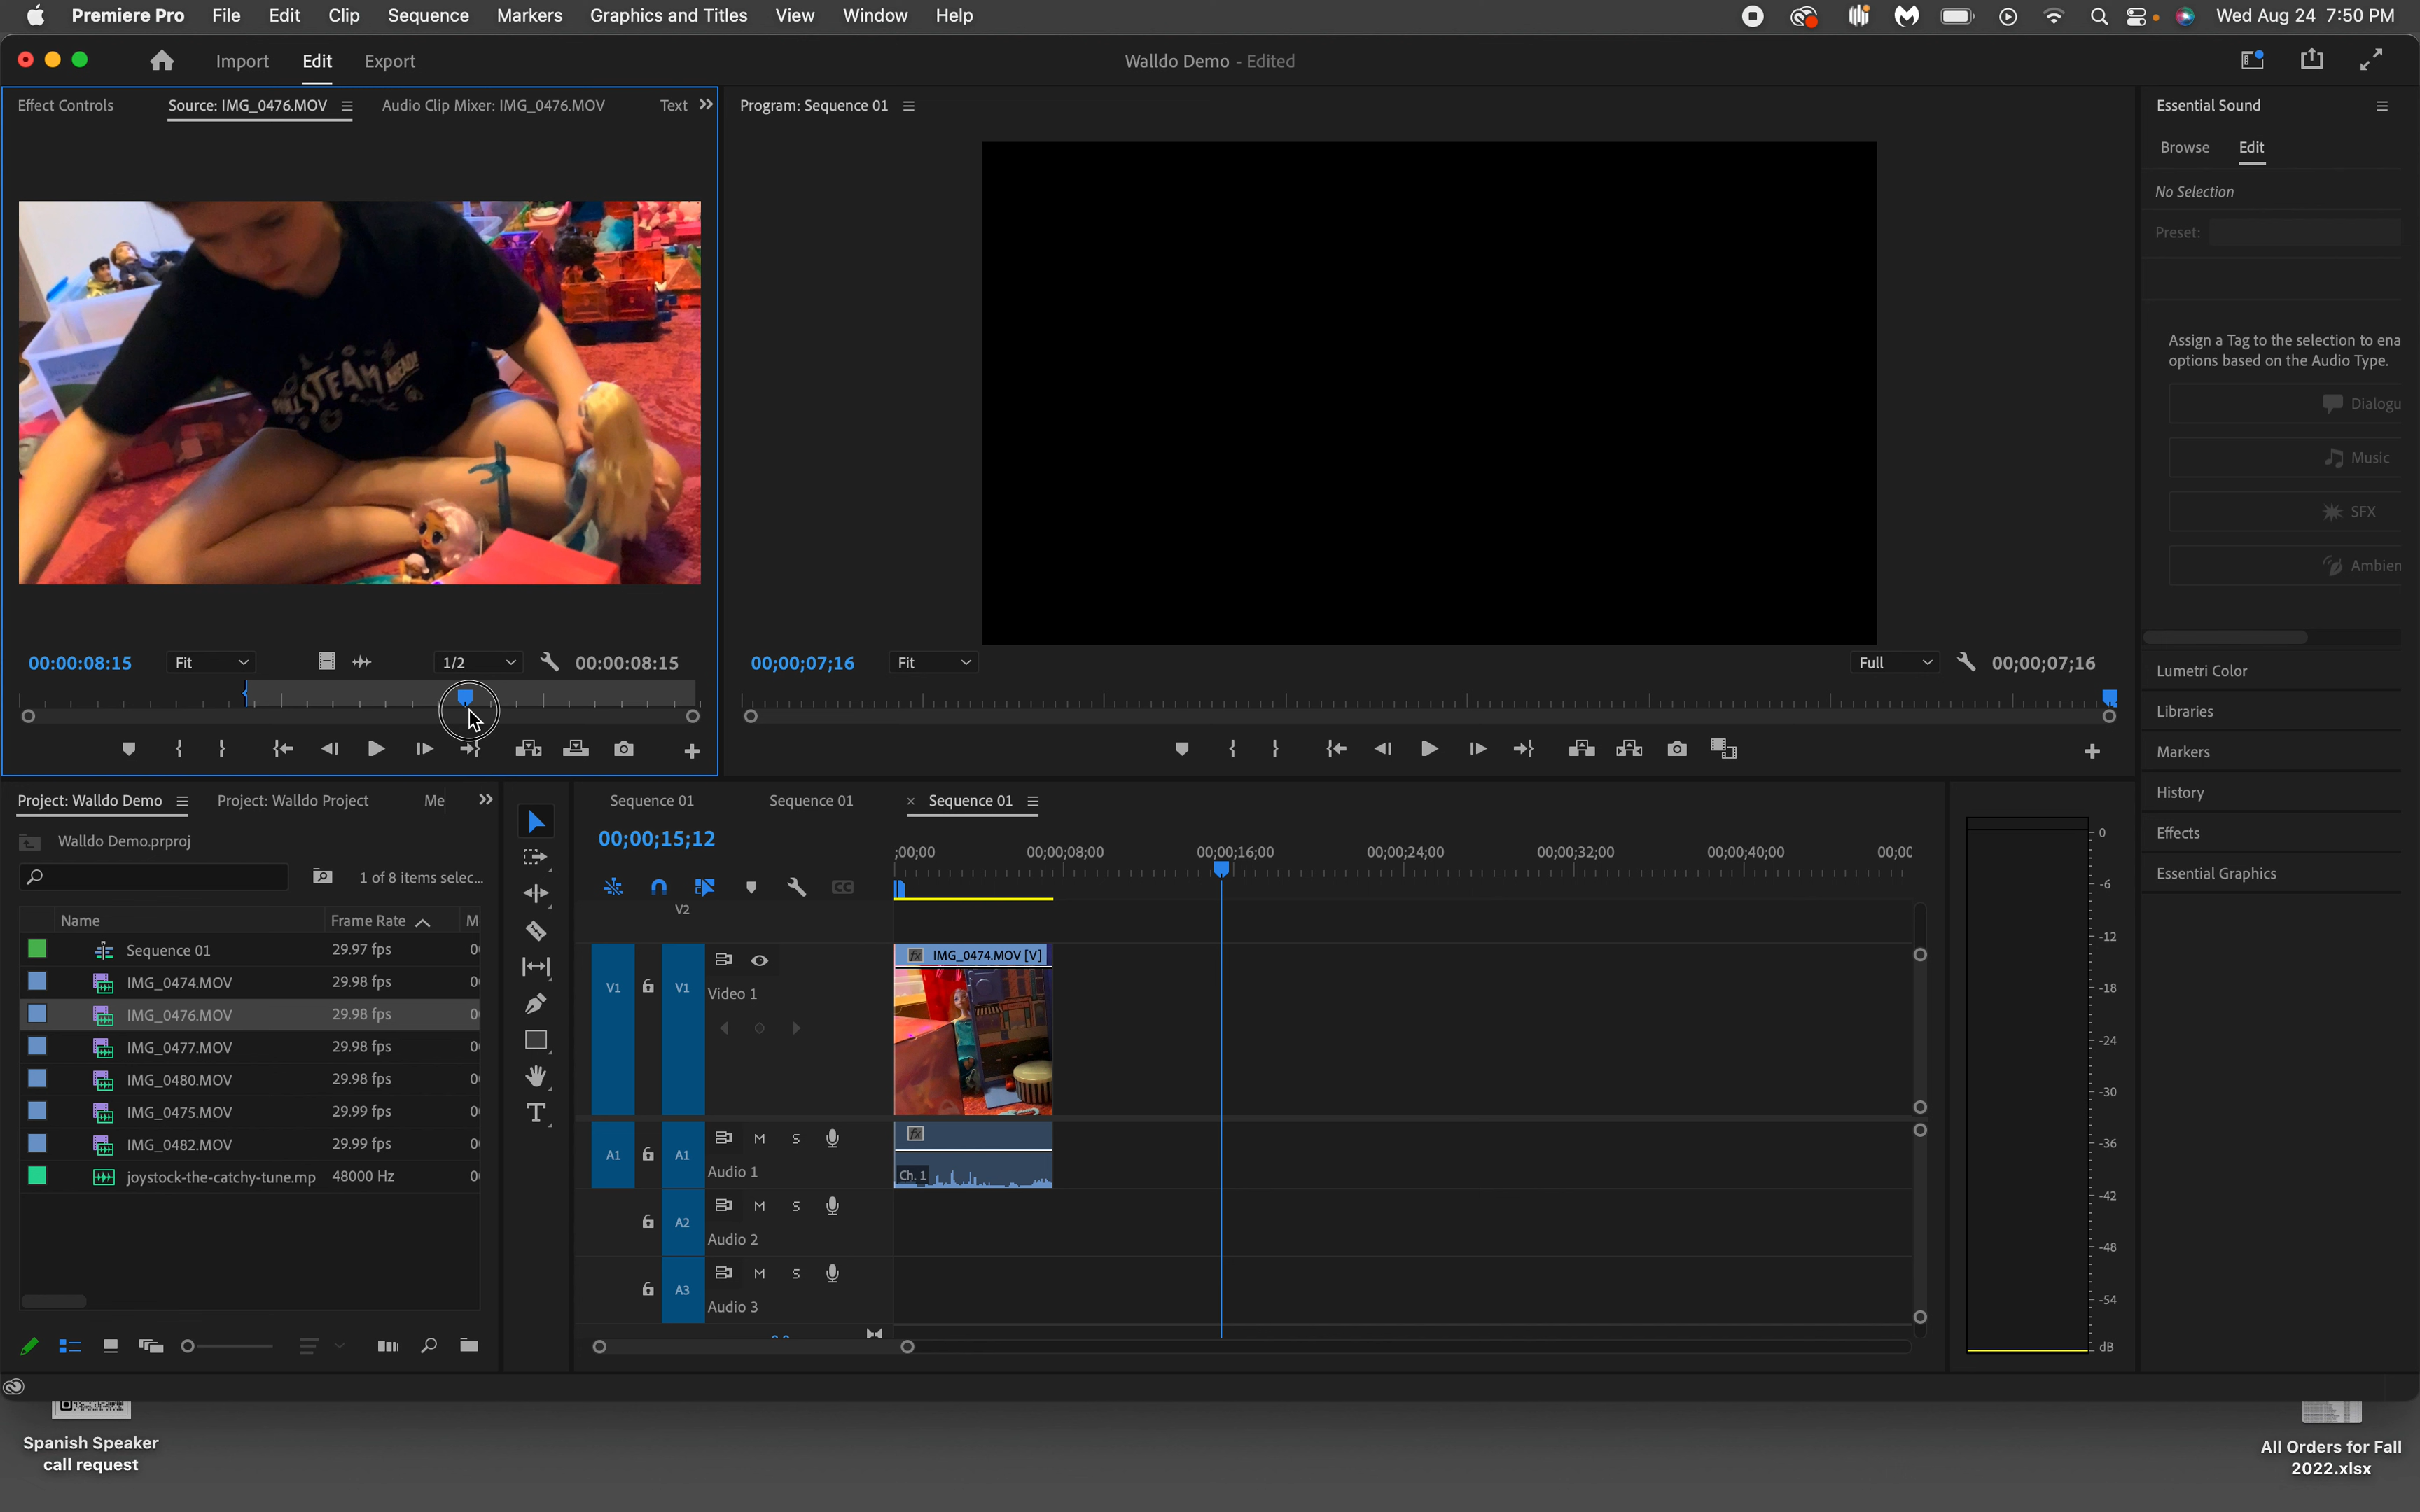 Premiere Pro File Edit Clip Sequence Markers Graphics and Titles View Window Help Wed Aug 24 7:50 PM
Import Edit Export Walldo Demo - Edited
Effect Controls Source: IMG_0476.MOV Audio Clip Mixer: IMG_0476.MOV Text
Program: Sequence 01
Essential Sound
Browse Edit
No Selection
Preset:
Assign a Tag to the selection to ena
options based on the Audio Type.
Dialogu
Music
SFX
Ambien
STEAM AHEAD!
00:00:08:15 Fit 1/2 00:00:08:15
00;00;07;16 Fit Full 00;00;07;16
Lumetri Color
Libraries
Markers
History
Effects
Essential Graphics
Project: Walldo Demo Project: Walldo Project Me
Walldo Demo.prproj
1 of 8 items selec...
Name Frame Rate M
Sequence 01 29.97 fps 0
IMG_0474.MOV 29.98 fps 0
IMG_0476.MOV 29.98 fps 0
IMG_0477.MOV 29.98 fps 0
IMG_0480.MOV 29.98 fps 0
IMG_0475.MOV 29.99 fps 0
IMG_0482.MOV 29.99 fps 0
joystock-the-catchy-tune.mp 48000 Hz 0
T
Sequence 01 Sequence 01 × Sequence 01
00;00;15;12
;00;00 00;00;08;00 00;00;16;00 00;00;24;00 00;00;32;00 00;00;40;00 00;00
CC
V2
fx IMG_0474.MOV [V]
V1 V1 Video 1
fx
A1 A1 M S
Audio 1
Ch. 1
A2 M S
Audio 2
A3 M S
Audio 3
0
-6
-12
-18
-24
-30
-36
-42
-48
-54
dB
Spanish Speaker
call request
All Orders for Fall
2022.xlsx